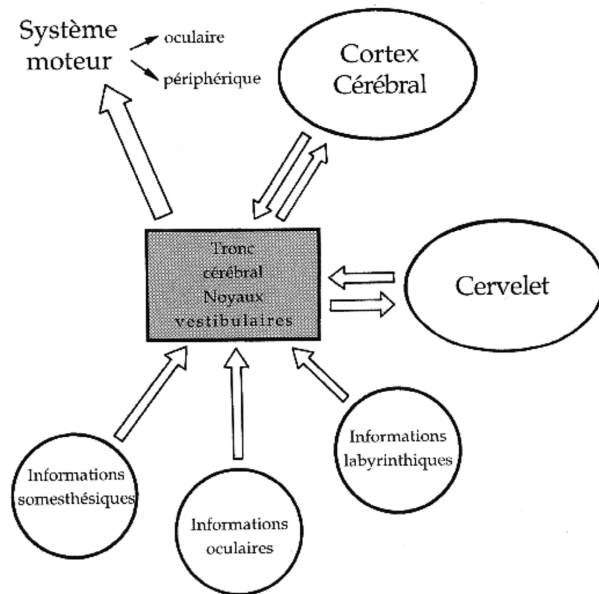 Système
moteur
oculaire
périphérique
Cortex
Cérébral
Tronc
cérébral
Noyaux
vestibulaires
Cervelet
Informations
somesthésiques
Informations
oculaires
Informations
labyrinthiques